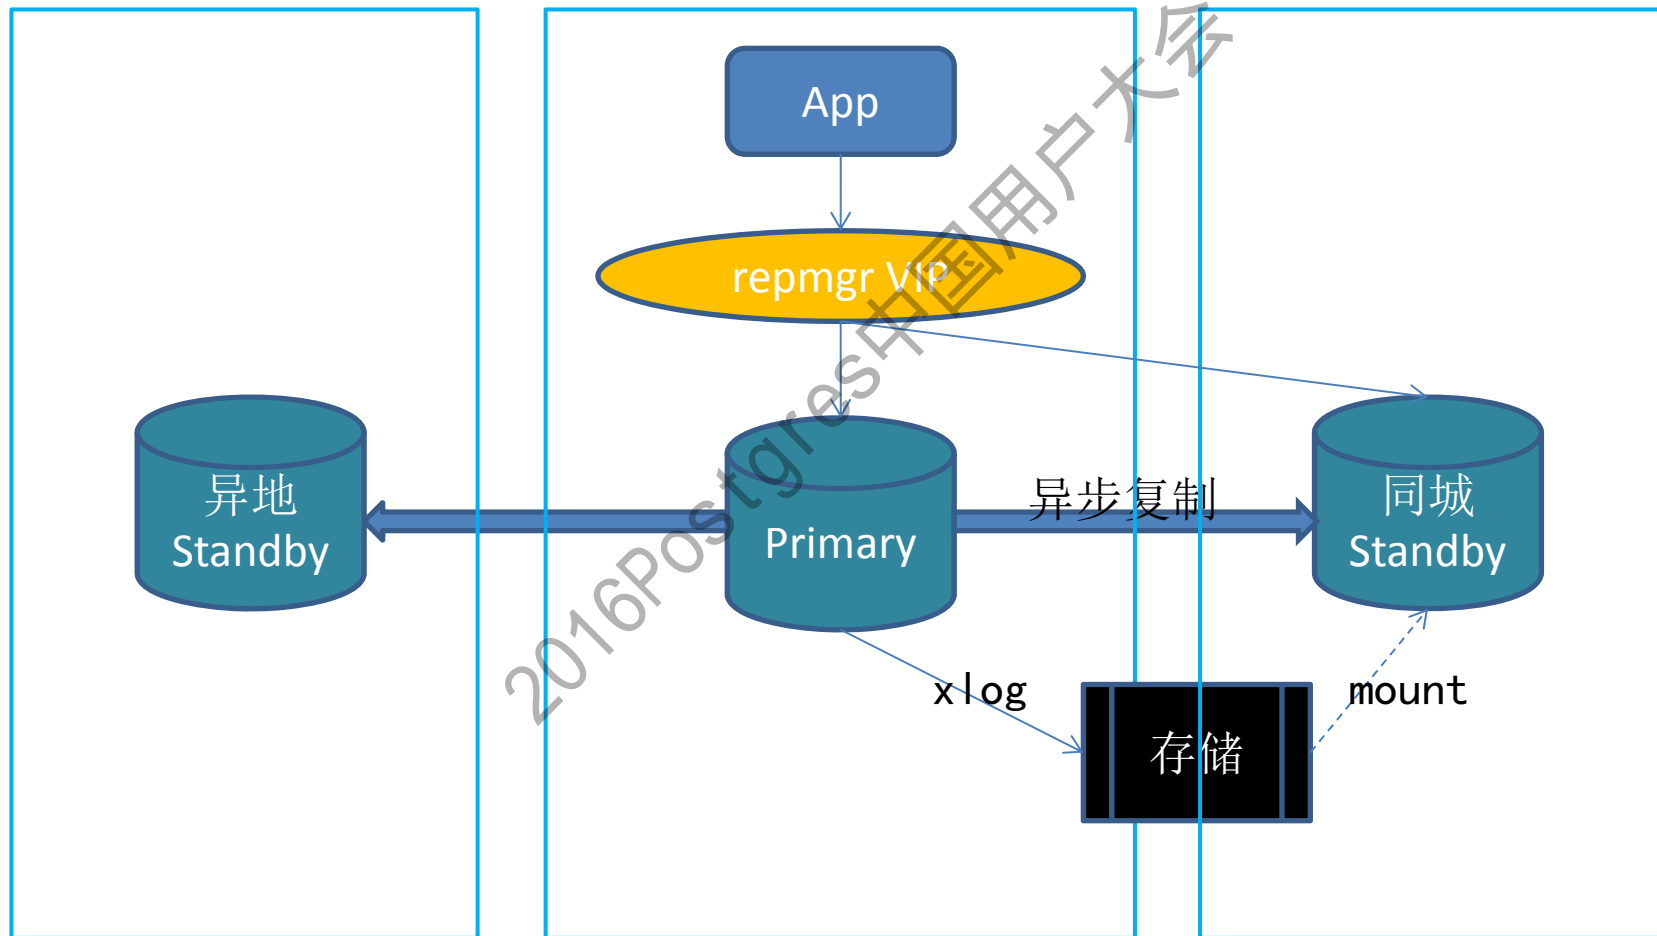 App
repmgr VIP
异地
Standby
Primary
异步复制
同城
Standby
xlog
mount
存储
2016Postgres中国用户大会